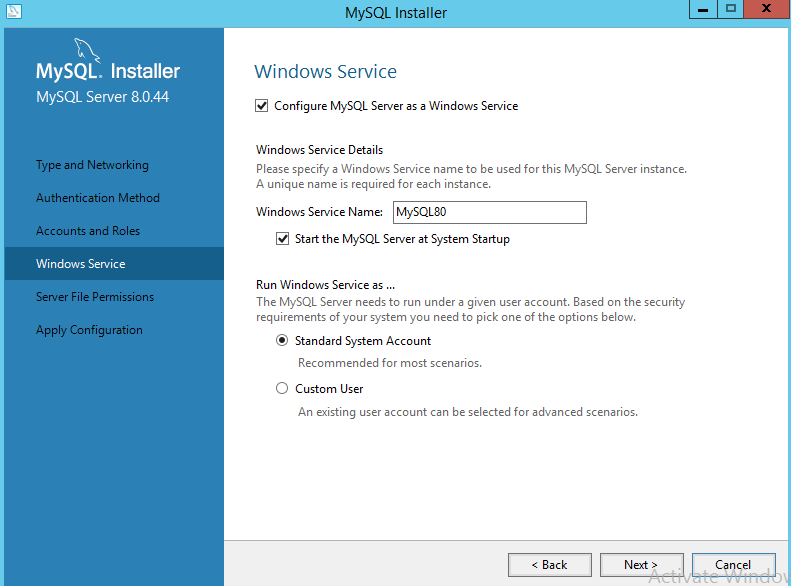 MySQL Installer
MySQL. Installer
MySQL Server 8.0.44
Type and Networking
Authentication Method
Accounts and Roles
Windows Service
Server File Permissions
Apply Configuration
Windows Service
Configure MySQL Server as a Windows Service
Windows Service Details
Please specify a Windows Service name to be used for this MySQL Server instance.
A unique name is required for each instance.
Windows Service Name: MySQL80
Start the MySQL Server at System Startup
Run Windows Service as ...
The MySQL Server needs to run under a given user account. Based on the security
requirements of your system you need to pick one of the options below.
Standard System Account
Recommended for most scenarios.
Custom User
An existing user account can be selected for advanced scenarios.
< Back Next > Cancel
Activate Window